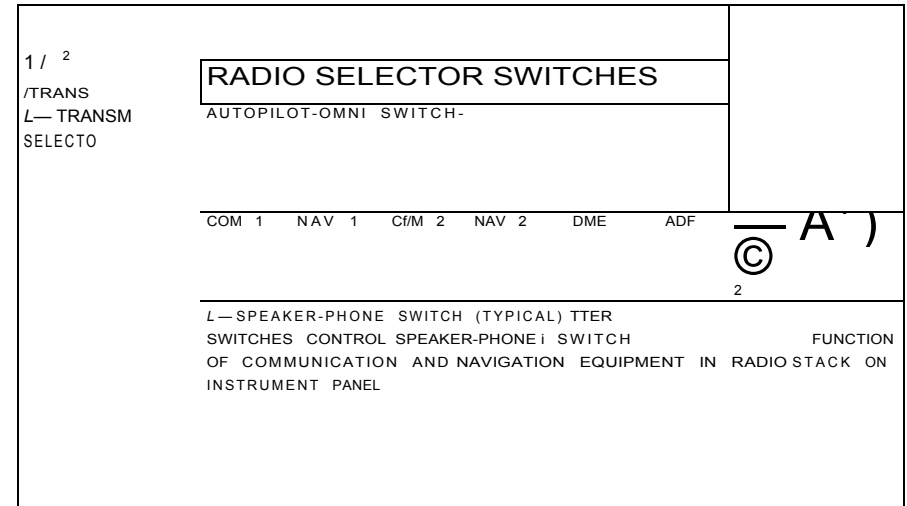 1 / 2
/TRANS
L— TRANSM
SELECTO
RADIO SELECTOR SWITCHES
AUTOPILOT-OMNI SWITCH-
COM 1 NAV 1 Cf/M 2 NAV 2 DME ADF
©
2
L—SPEAKER-PHONE SWITCH (TYPICAL) TTER
SWITCHES CONTROL SPEAKER-PHONE i SWITCH FUNCTION
OF COMMUNICATION AND NAVIGATION EQUIPMENT IN RADIO STACK ON
INSTRUMENT PANEL